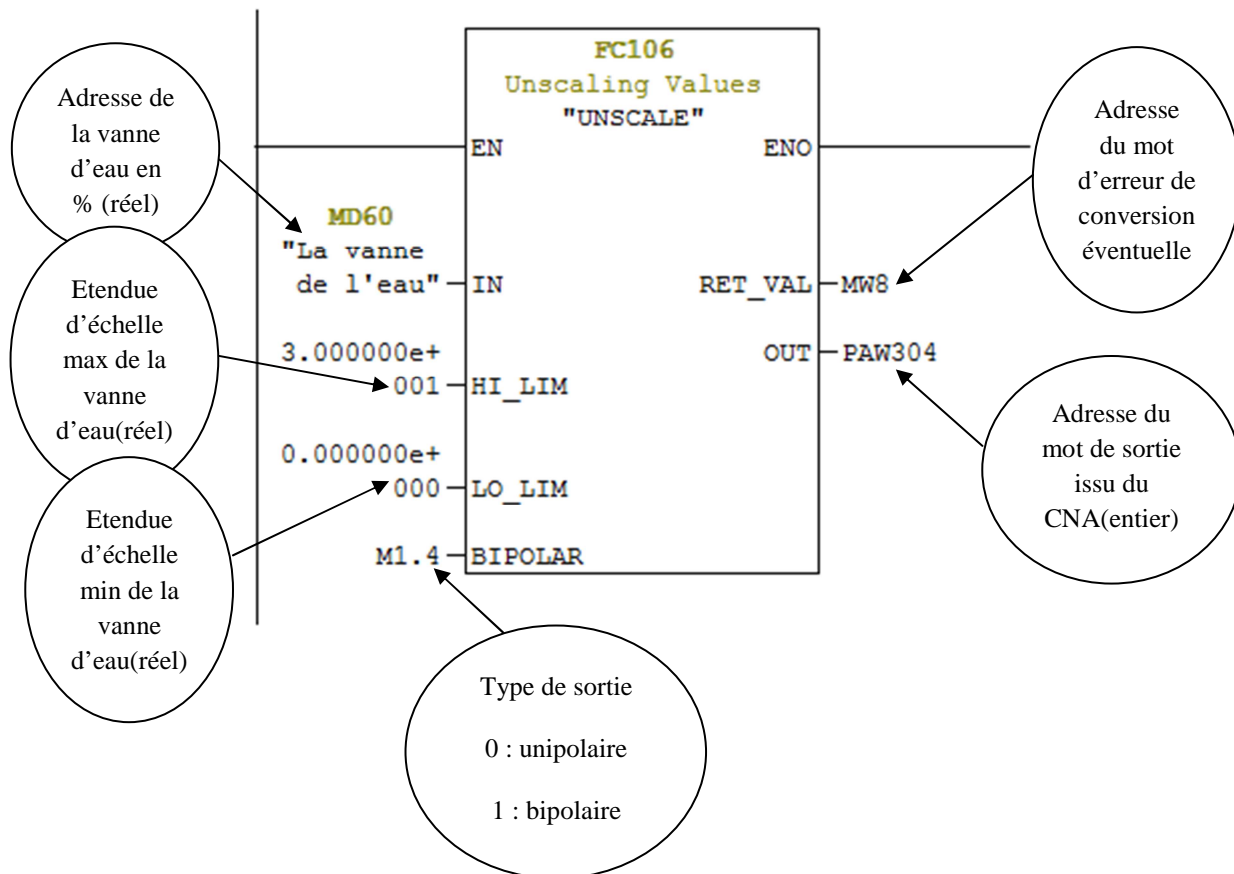 FC106
Unscaling Values
"UNSCALE"
EN
ENO
Adresse de
la vanne
d’eau en
% (réel)
Adresse
du mot
d’erreur de
conversion
éventuelle
MD60
"La vanne
de l'eau"
IN
RET_VAL
MW8
Etendue
d’échelle
max de la
vanne
d’eau(réel)
3.000000e+
001
HI_LIM
OUT
PAW304
Adresse du
mot de sortie
issu du
CNA(entier)
0.000000e+
000
LO_LIM
Etendue
d’échelle
min de la
vanne
d’eau(réel)
M1.4
BIPOLAR
Type de sortie
0 : unipolaire
1 : bipolaire